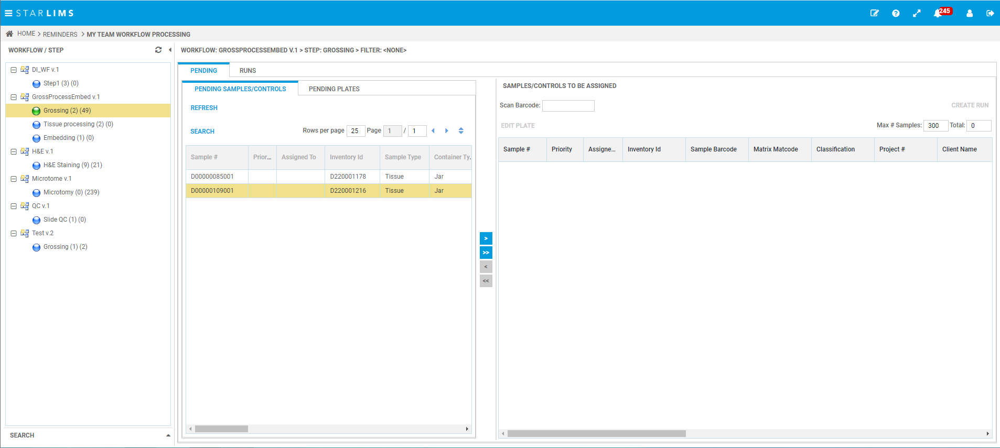 STARLIMS
245
HOME > REMINDERS > MY TEAM WORKFLOW PROCESSING
WORKFLOW / STEP
DI_WF v.1
Step1 (3) (0)
GrossProcessEmbed v.1
Grossing (2) (49)
Tissue processing (2) (0)
Embedding (1) (0)
H&E v.1
H&E Staining (9) (21)
Microtome v.1
Microtomy (0) (239)
QC v.1
Slide QC (1) (0)
Test v.2
Grossing (1) (2)
SEARCH
WORKFLOW: GROSSPROCESSEMBED V.1 > STEP: GROSSING > FILTER: <NONE>
PENDING RUNS
PENDING SAMPLES/CONTROLS PENDING PLATES
REFRESH
SEARCH Rows per page 25 Page 1 / 1
Sample # Prior... Assigned To Inventory Id Sample Type Container Ty.
D00000085001 D220001178 Tissue Jar
D00000109001 D220001216 Tissue Jar
>
>>
<
<<
SAMPLES/CONTROLS TO BE ASSIGNED
Scan Barcode: CREATE RUN
EDIT PLATE Max # Samples: 300 Total: 0
Sample # Priority Assigne... Inventory Id Sample Barcode Matrix Matcode Classification Project # Client Name